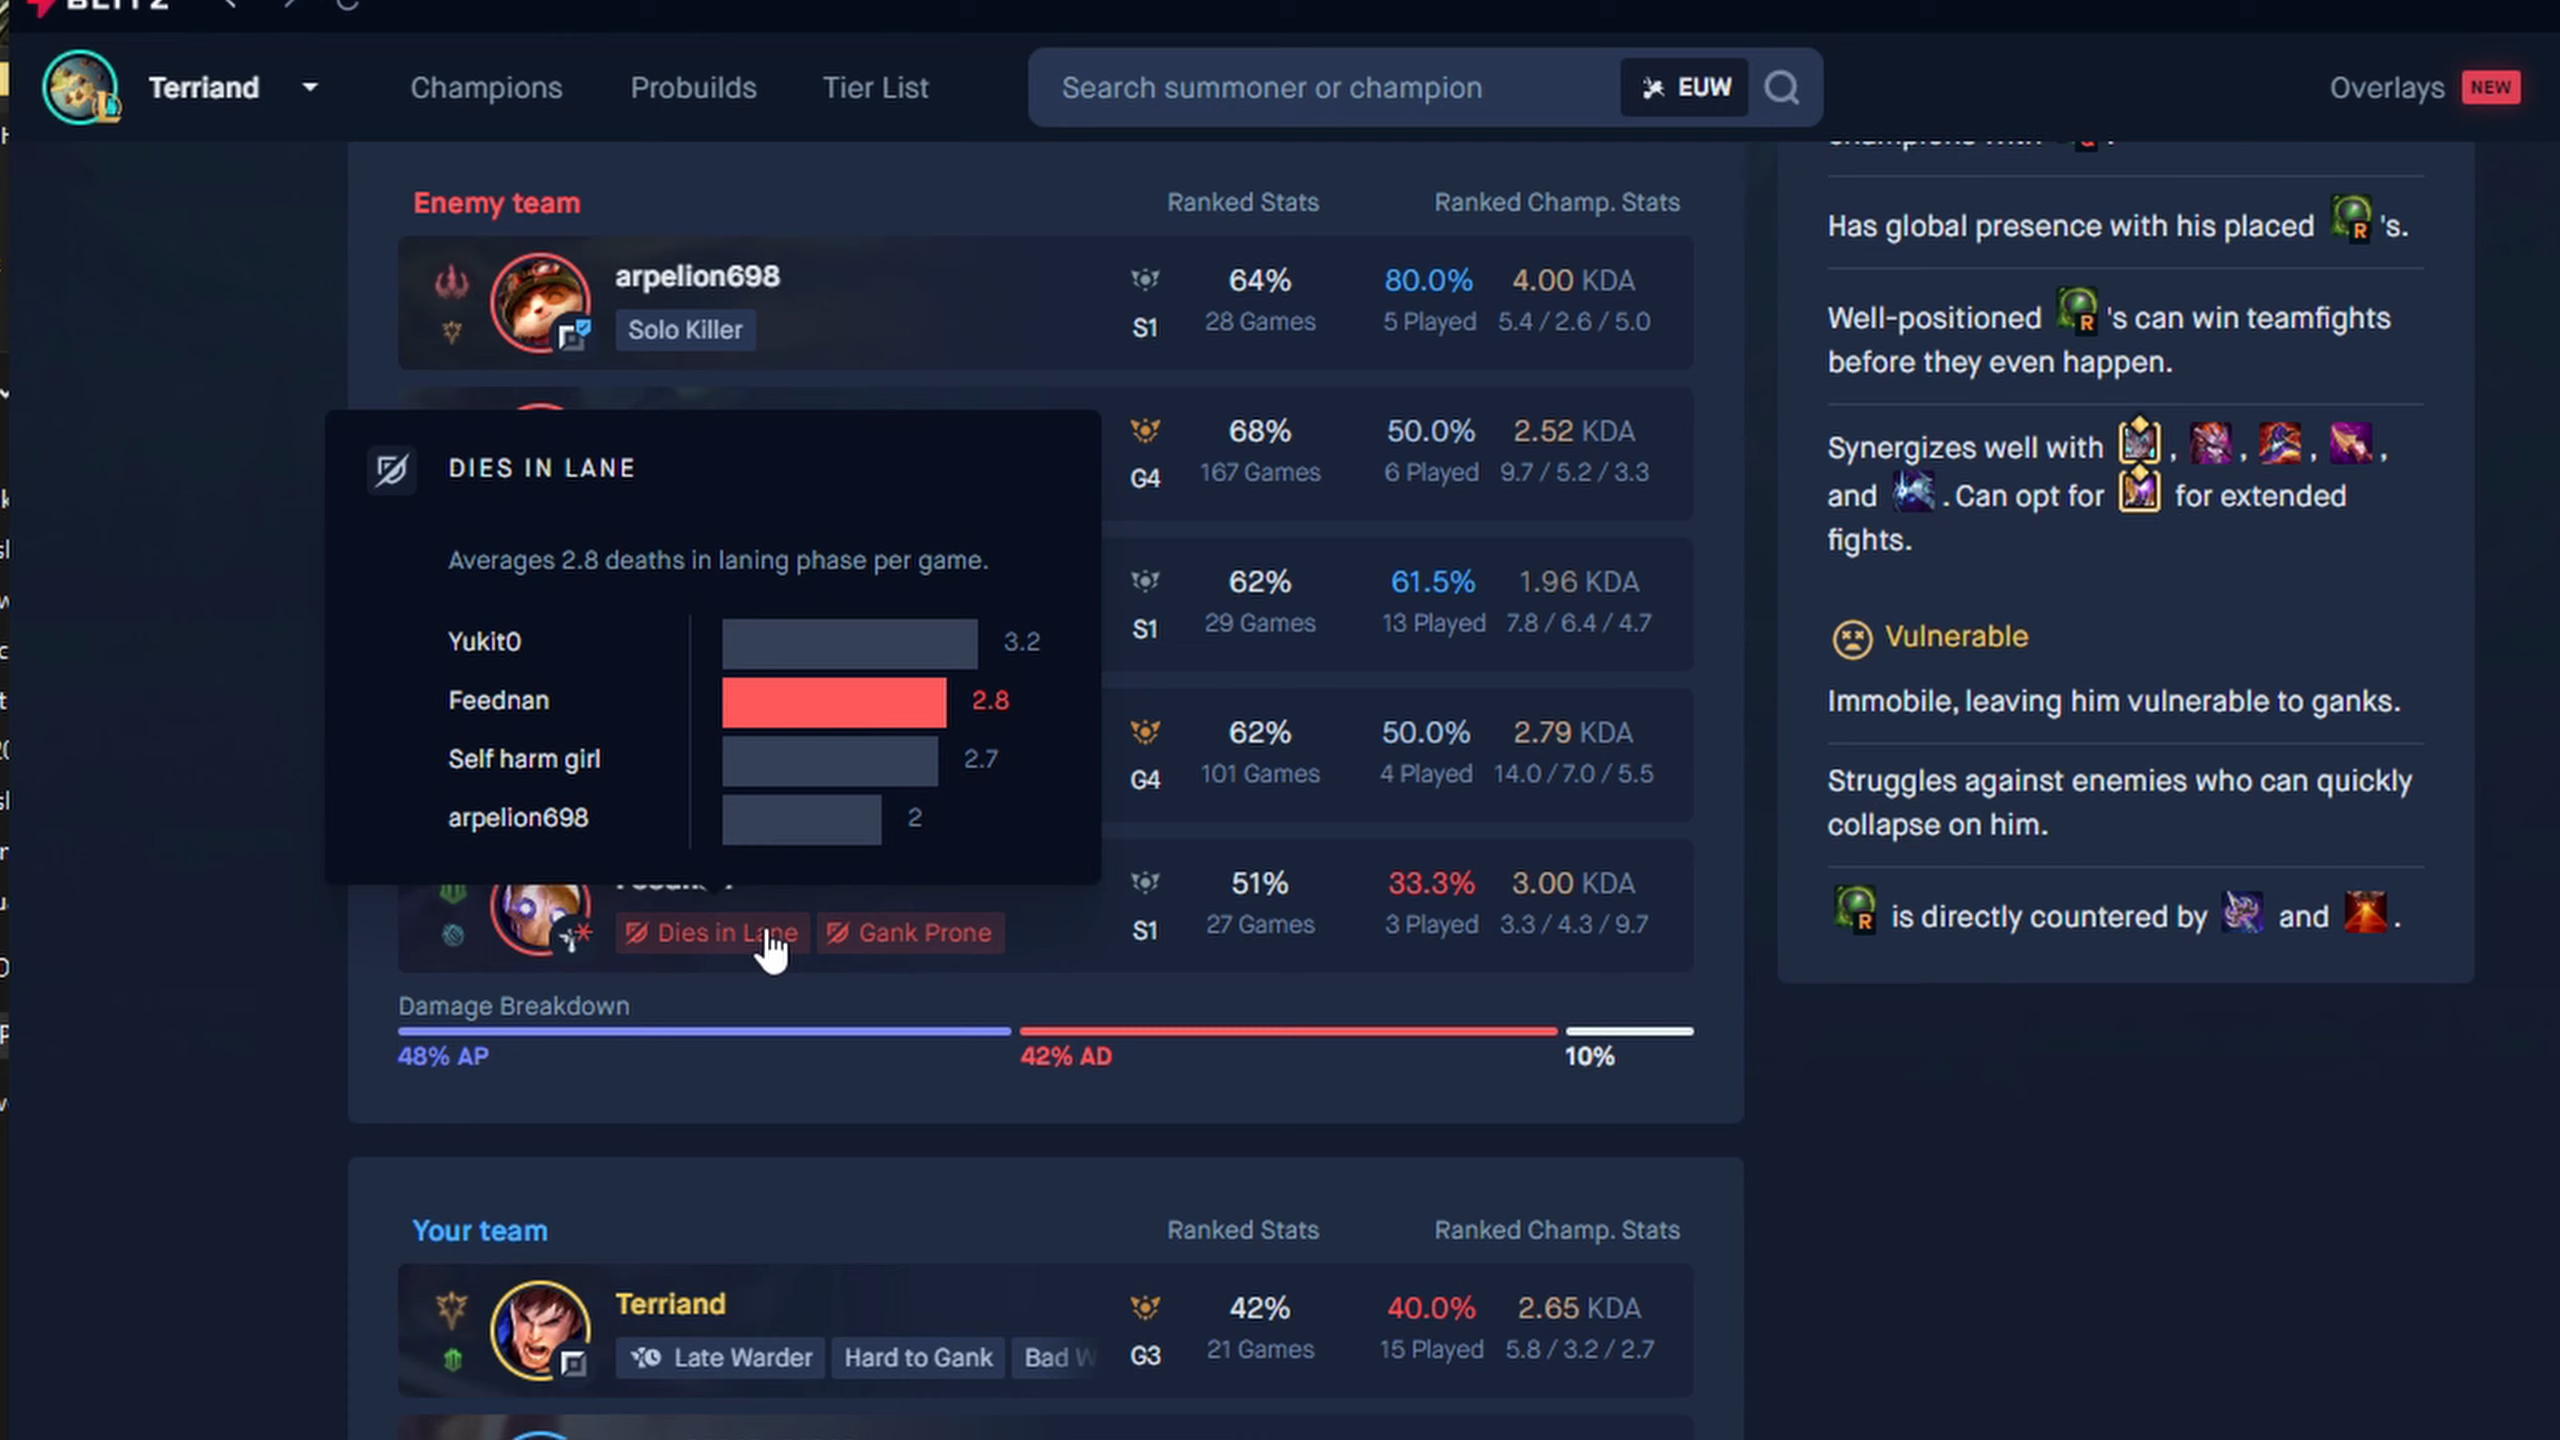 BLITZ
Terriand
Champions
Probuilds
Tier List
Search summoner or champion
EUW
Overlays
NEW
Enemy team
Ranked Stats
Ranked Champ. Stats
arpelion698
Solo Killer
S1
64%
28 Games
80.0%
5 Played
4.00 KDA
5.4 / 2.6 / 5.0
G4
68%
167 Games
50.0%
6 Played
2.52 KDA
9.7 / 5.2 / 3.3
S1
62%
29 Games
61.5%
13 Played
1.96 KDA
7.8 / 6.4 / 4.7
G4
62%
101 Games
50.0%
4 Played
2.79 KDA
14.0 / 7.0 / 5.5
DIES IN LANE
Averages 2.8 deaths in laning phase per game.
Yukit0
3.2
Feednan
2.8
Self harm girl
2.7
arpelion698
2
Dies in Lane
Gank Prone
S1
51%
27 Games
33.3%
3 Played
3.00 KDA
3.3 / 4.3 / 9.7
Damage Breakdown
48% AP
42% AD
10%
Your team
Ranked Stats
Ranked Champ. Stats
Terriand
Late Warder
Hard to Gank
Bad W
G3
42%
21 Games
40.0%
15 Played
2.65 KDA
5.8 / 3.2 / 2.7
champions with R .
Has global presence with his placed R 's.
Well-positioned R 's can win teamfights
before they even happen.
Synergizes well with , , , ,
and . Can opt for for extended
fights.
Vulnerable
Immobile, leaving him vulnerable to ganks.
Struggles against enemies who can quickly
collapse on him.
R is directly countered by and .